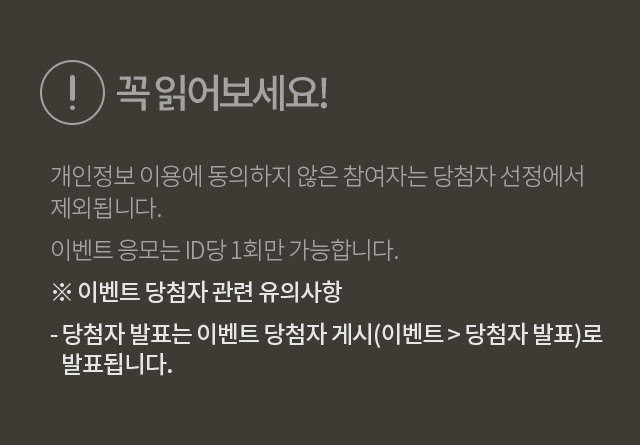 꼭 읽어보세요!
개인정보 이용에 동의하지 않은 참여자는 당첨자 선정에서
제외됩니다.
이벤트 응모는 ID당 1회만 가능합니다.
※ 이벤트 당첨자 관련 유의사항
- 당첨자 발표는 이벤트 당첨자 게시(이벤트 > 당첨자 발표)로
발표됩니다.